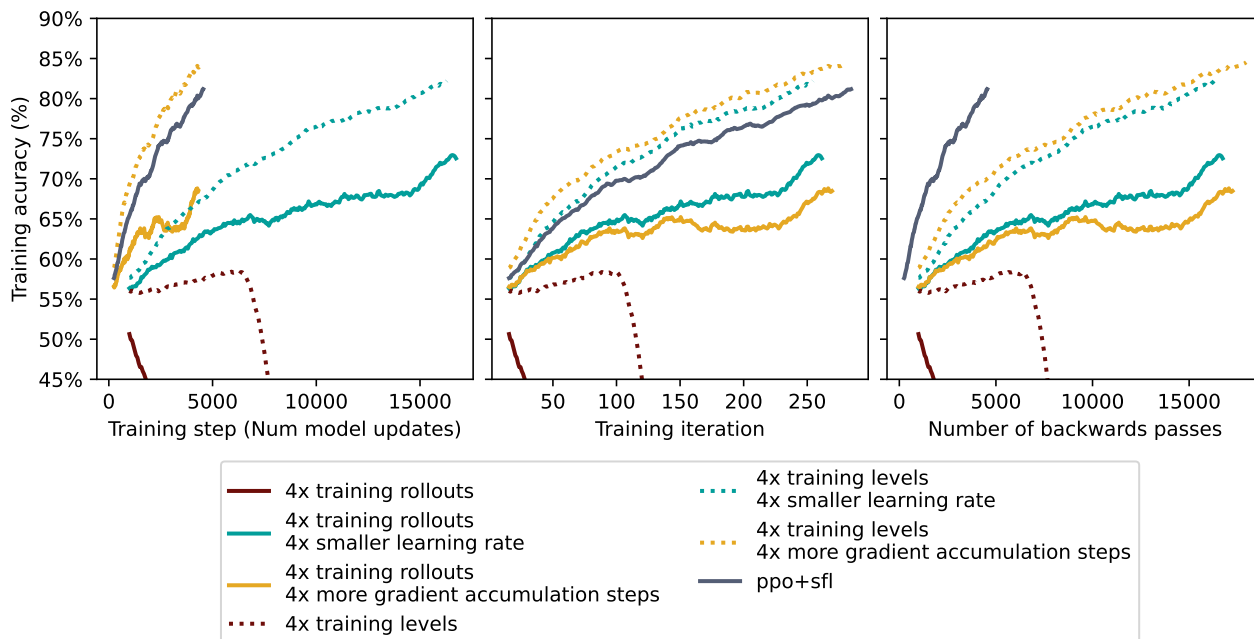 90%
85%
80%
75%
70%
65%
60%
55%
50%
45%
Training acuracy (%)
0 5000 10000 15000
Training step (Num model updates)
50 100 150 200 250
Training iteration
0 5000 10000 15000
Number of backwards passes
4x training rollouts
4x training rollouts
4x smaller learning rate
4x training rollouts
4x more gradient accumulation steps
4x training levels
4x training levels
4x smaller learning rate
4x training levels
4x more gradient accumulation steps
ppo+sfl